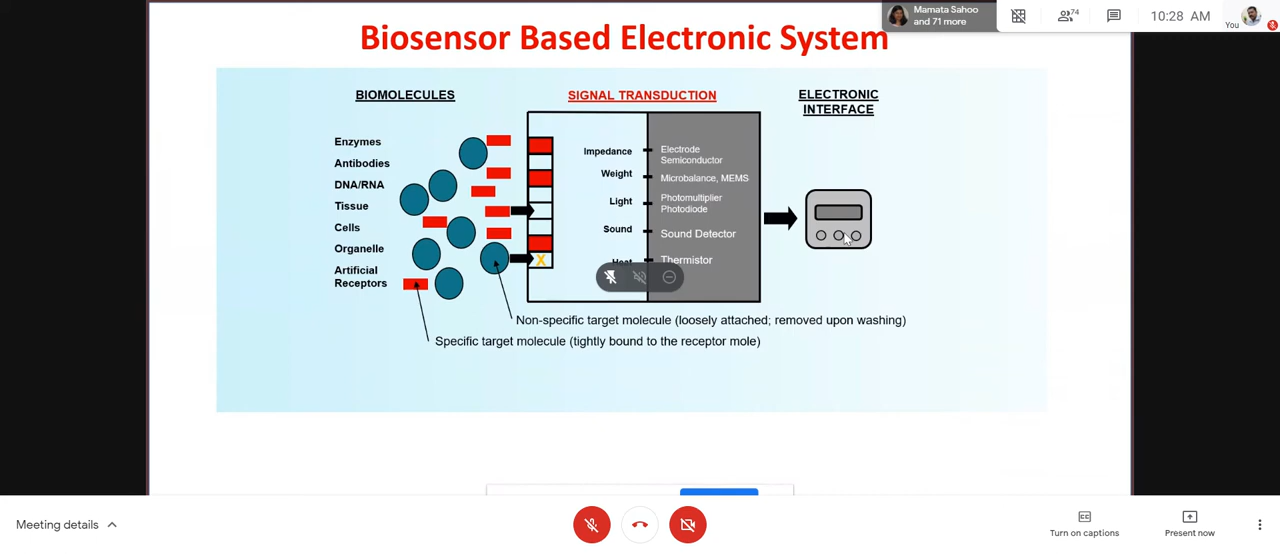 Mamata Sahoo
and 71 more
74
10:28 AM
You
Biosensor Based Electronic System
BIOMOLECULES
SIGNAL TRANSDUCTION
ELECTRONIC
INTERFACE
Enzymes
Antibodies
DNA/RNA
Tissue
Cells
Organelle
Artificial
Receptors
X
Impedance
Weight
Light
Sound
Electrode
Semiconductor
Microbalance, MEMS
Photomultiplier
Photodiode
Sound Detector
Thermistor
Non-specific target molecule (loosely attached; removed upon washing)
Specific target molecule (tightly bound to the receptor mole)
Meeting details
Turn on captions
Present now